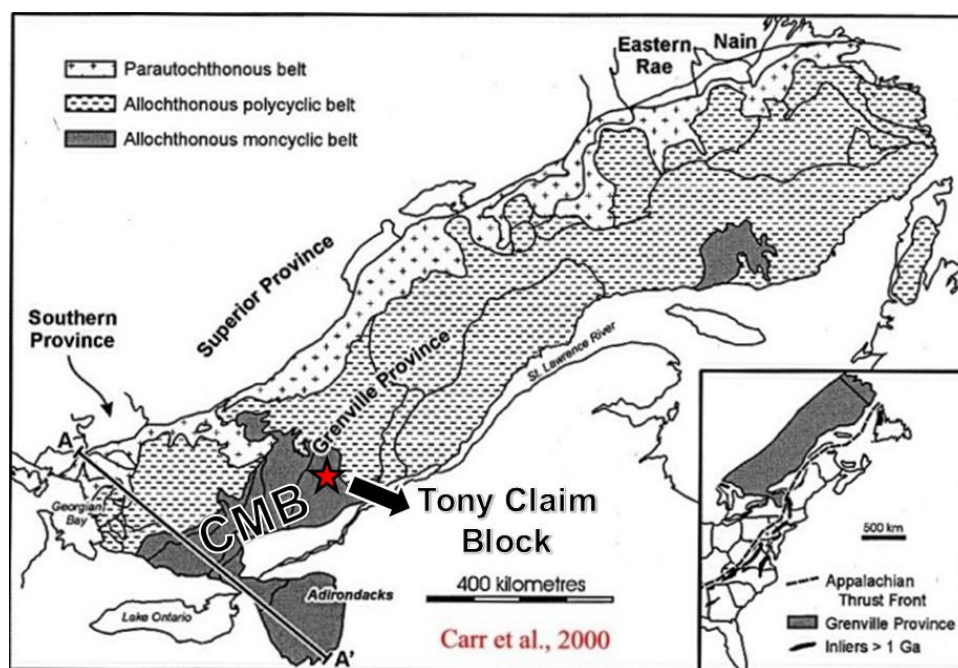 Parautochthonous belt
Allochthonous polycyclic belt
Allochthonous moncyclic belt
Eastern
Rae
Nain
Superior Province
Southern
Province
Grenville Province
St. Lawrence River
A
Georgian
Bay
CMB
Tony Claim
Block
400 kilometres
Carr et al., 2000
Adirondacks
Lake Ontario
A'
500 km
Appalachian
Thrust Front
Grenville Province
Inliers > 1 Ga